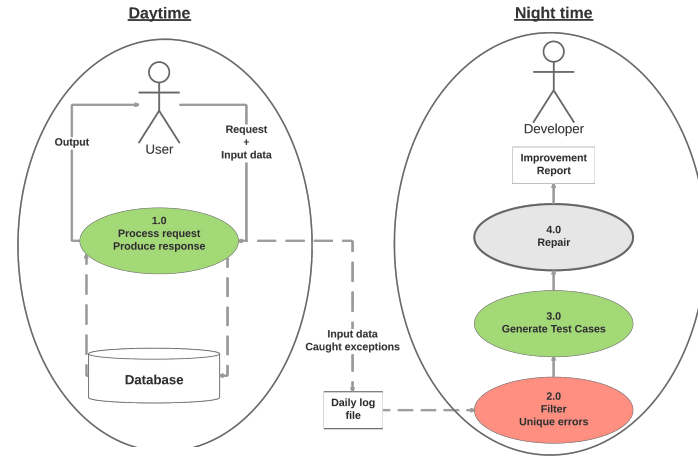 Daytime
User
Output
Request
+
Input data
1.0
Process request
Produce response
Database
Input data
Caught exceptions
Daily log
file
Night time
Developer
Improvement
Report
4.0
Repair
3.0
Generate Test Cases
2.0
Filter
Unique errors